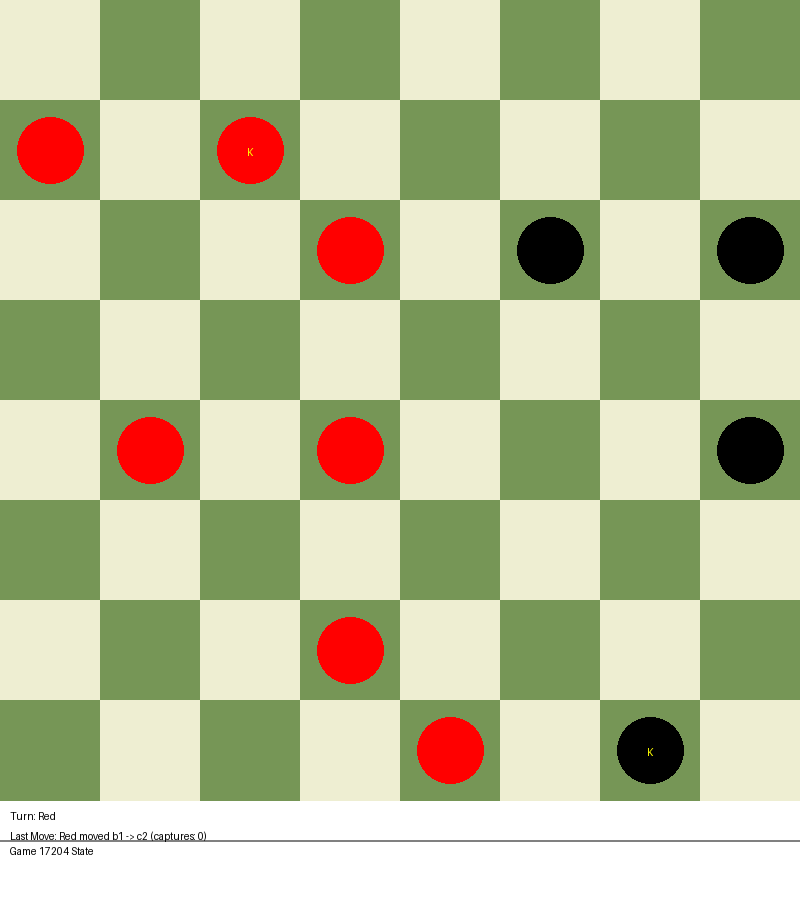 K
K
Turn: Red
Last Move: Red moved b1 -> c2 (captures: 0)
Game 17204 State